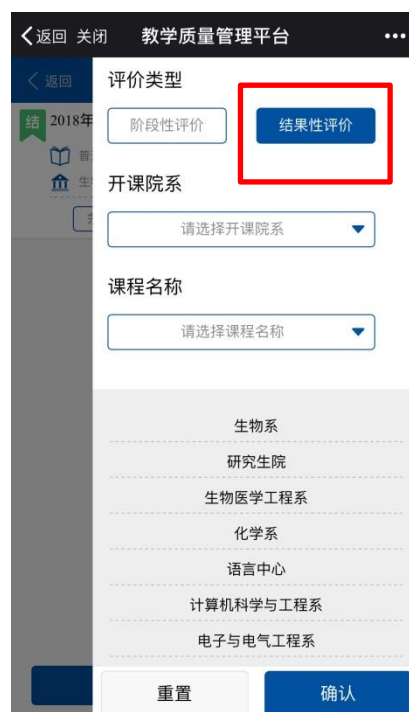 返回 关闭 教学质量管理平台
返回
评价类型
结 2018年
阶段性评价 结果性评价
普
生
开课院系
请选择开课院系
课程名称
请选择课程名称
生物系
研究生院
生物医学工程系
化学系
语言中心
计算机科学与工程系
电子与电气工程系
重置 确认